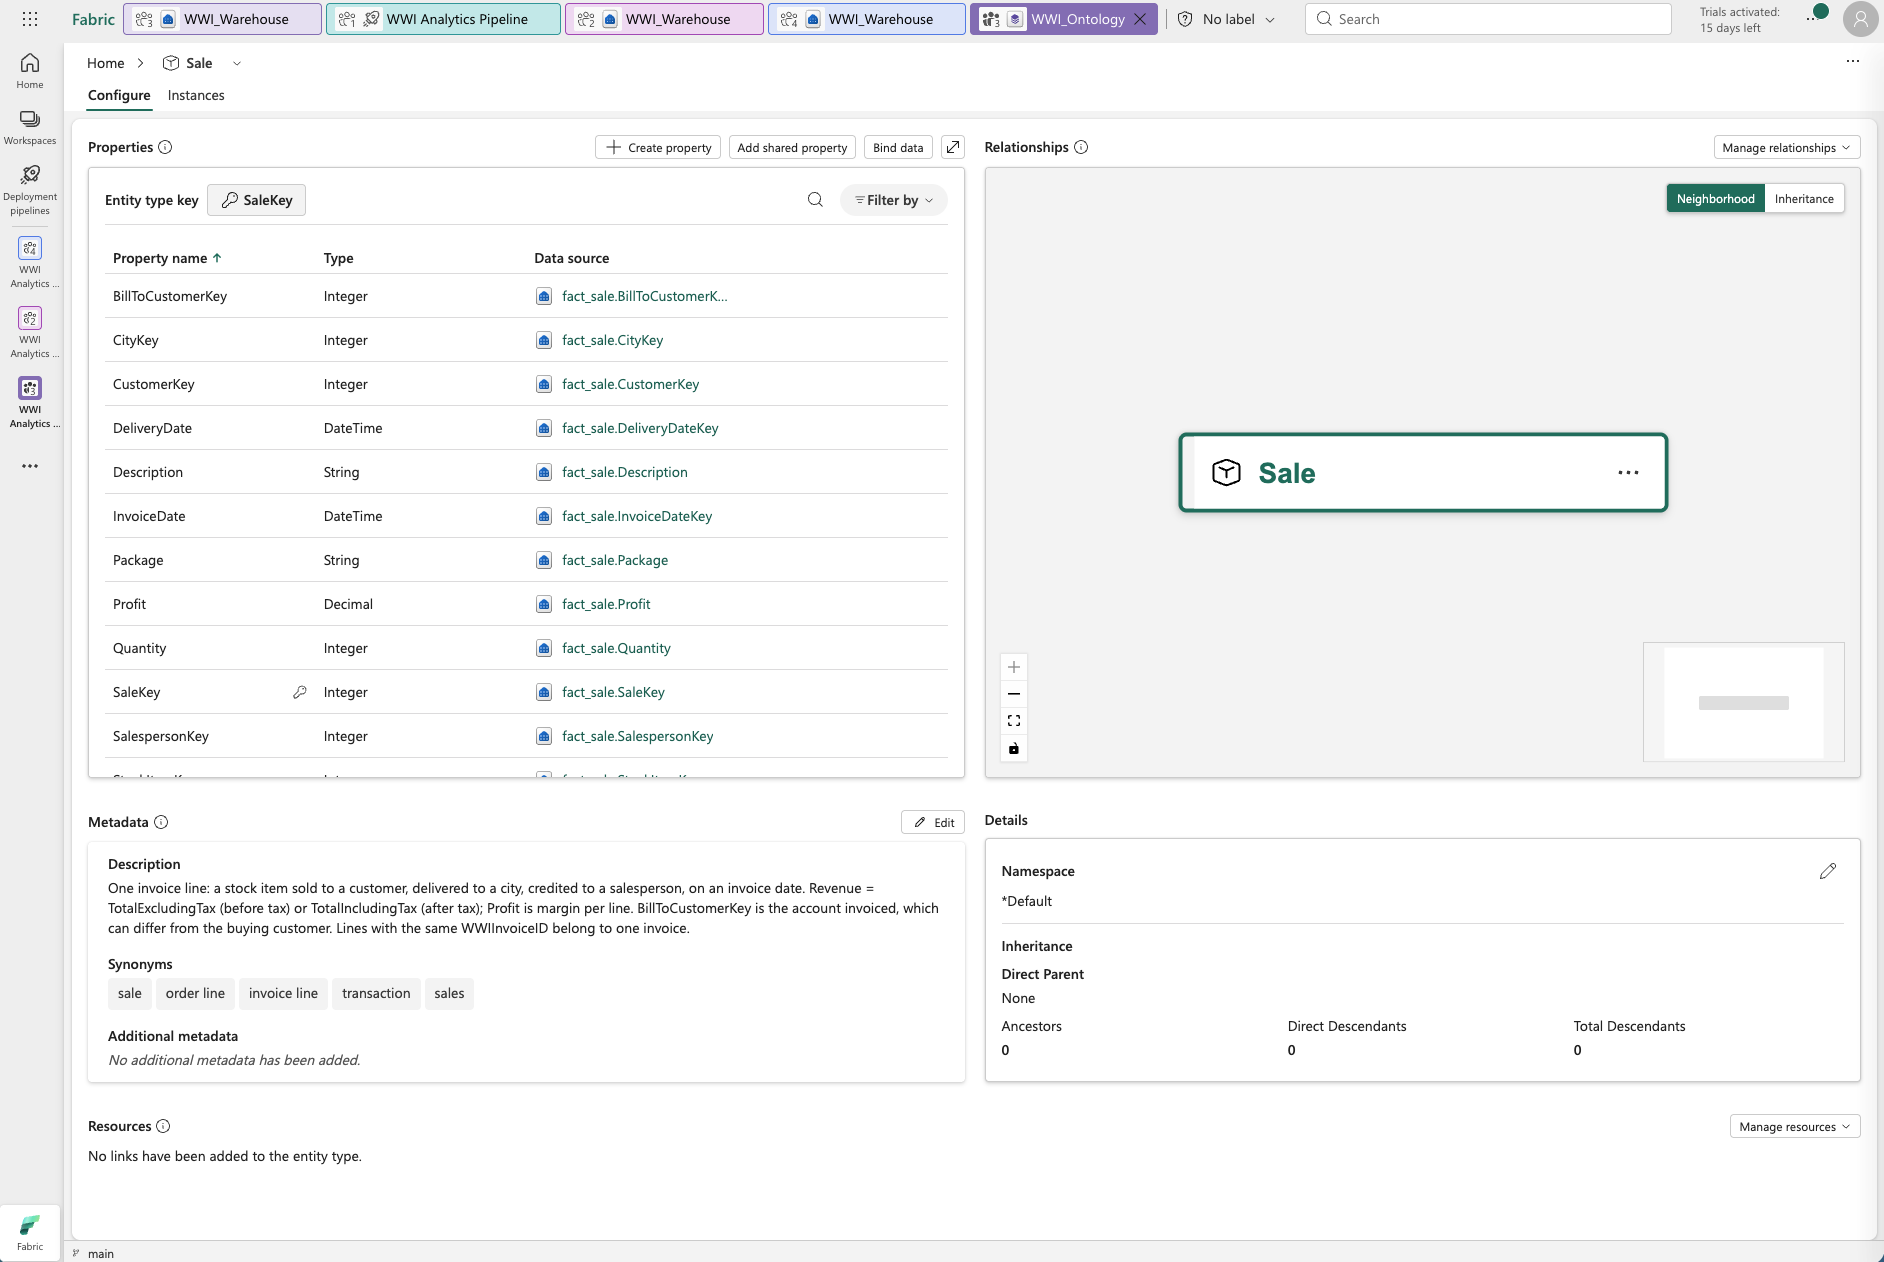 Fabric
3 WWI_Warehouse
1 WWI Analytics Pipeline
2 WWI_Warehouse
4 WWI_Warehouse
3 WWI_Ontology
No label
Search
Trials activated:
15 days left
Home
Workspaces
Deployment
pipelines
4
WWI
Analytics ...
2
WWI
Analytics ...
3
WWI
Analytics ...
Fabric
Home
Sale
Configure
Instances
Properties
Create property
Add shared property
Bind data
Entity type key
SaleKey
Filter by
Property name
Type
Data source
BillToCustomerKey Integer fact_sale.BillToCustomerK...
CityKey Integer fact_sale.CityKey
CustomerKey Integer fact_sale.CustomerKey
DeliveryDate DateTime fact_sale.DeliveryDateKey
Description String fact_sale.Description
InvoiceDate DateTime fact_sale.InvoiceDateKey
Package String fact_sale.Package
Profit Decimal fact_sale.Profit
Quantity Integer fact_sale.Quantity
SaleKey Integer fact_sale.SaleKey
SalespersonKey Integer fact_sale.SalespersonKey
Relationships
Manage relationships
Neighborhood
Inheritance
Sale
Metadata
Edit
Description
One invoice line: a stock item sold to a customer, delivered to a city, credited to a salesperson, on an invoice date. Revenue =
TotalExcludingTax (before tax) or TotalIncludingTax (after tax); Profit is margin per line. BillToCustomerKey is the account invoiced, which
can differ from the buying customer. Lines with the same WWIInvoiceID belong to one invoice.
Synonyms
sale
order line
invoice line
transaction
sales
Additional metadata
No additional metadata has been added.
Details
Namespace
*Default
Inheritance
Direct Parent
None
Ancestors
0
Direct Descendants
0
Total Descendants
0
Resources
Manage resources
No links have been added to the entity type.
main